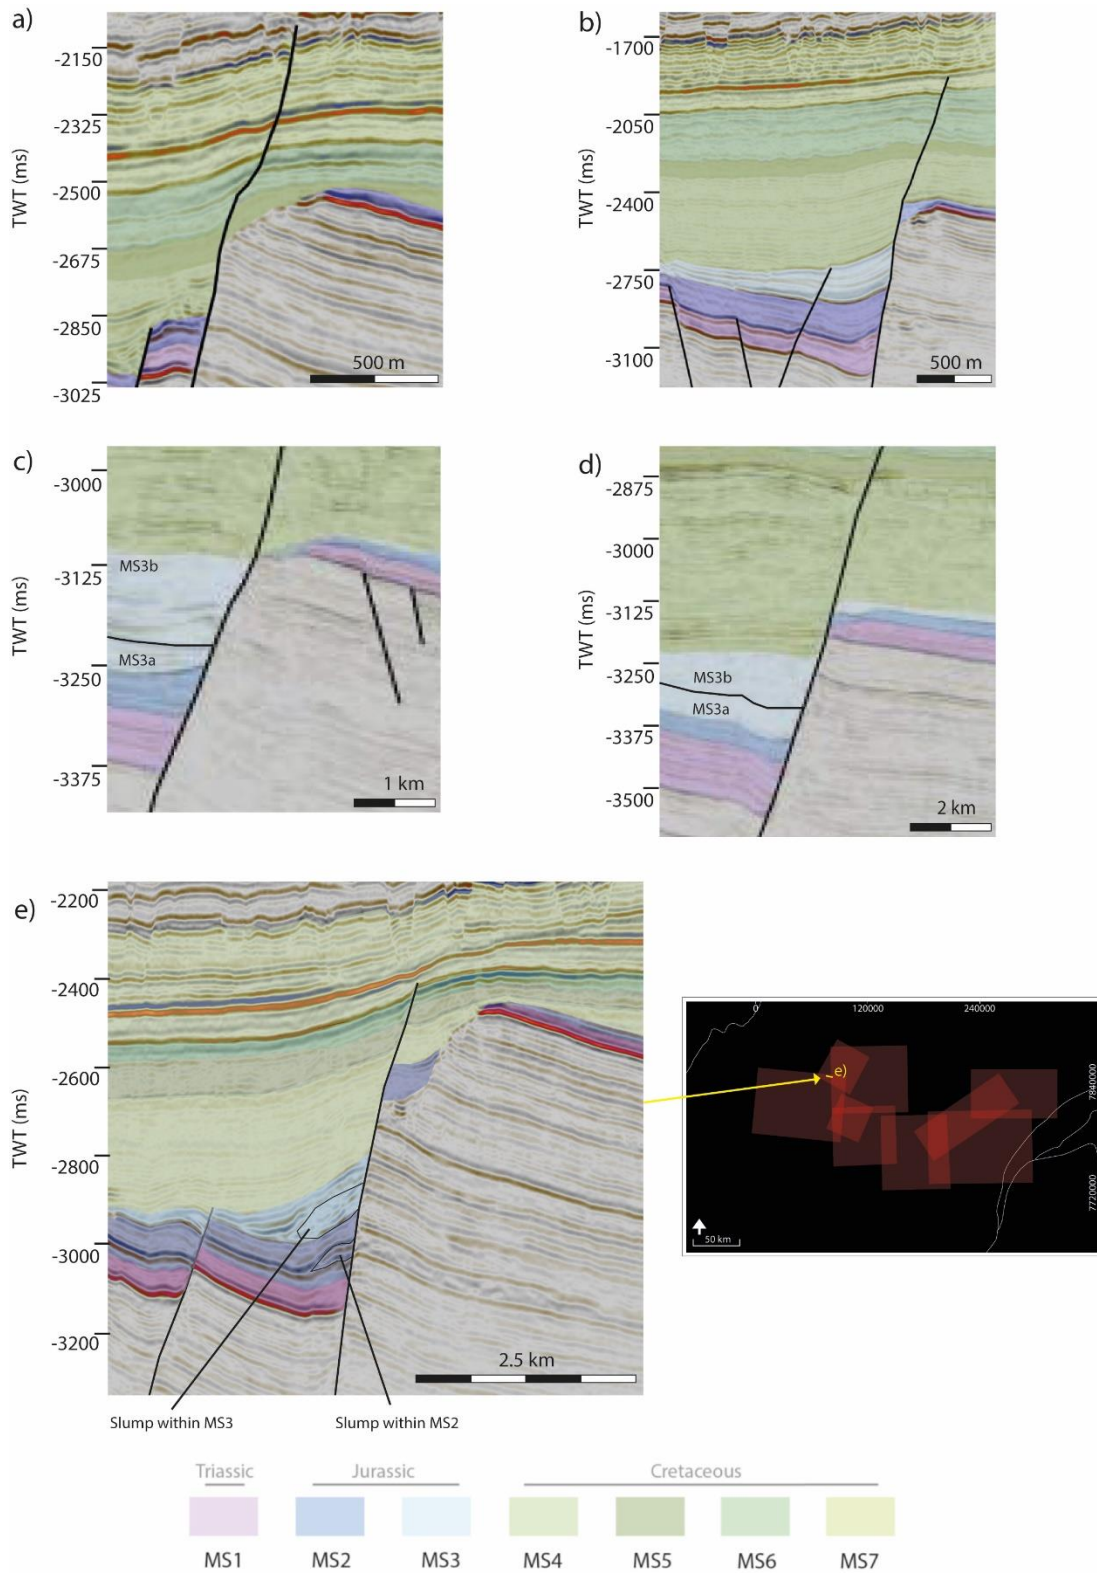 a)
-2150
-2325
-2500
-2675
-2850
-3025
TWT (ms)
500 m
b)
-1700
-2050
-2400
-2750
-3100
TWT (ms)
500 m
c)
-3000
-3125
-3250
-3375
TWT (ms)
MS3b
MS3a
1 km
d)
-2875
-3000
-3125
-3250
-3375
-3500
TWT (ms)
MS3b
MS3a
2 km
e)
-2200
-2400
-2600
-2800
-3000
-3200
TWT (ms)
2.5 km
Slump within MS3
Slump within MS2
0
120000
240000
e)
7840000
7720000
50 km
Triassic
Jurassic
Cretaceous
MS1
MS2
MS3
MS4
MS5
MS6
MS7